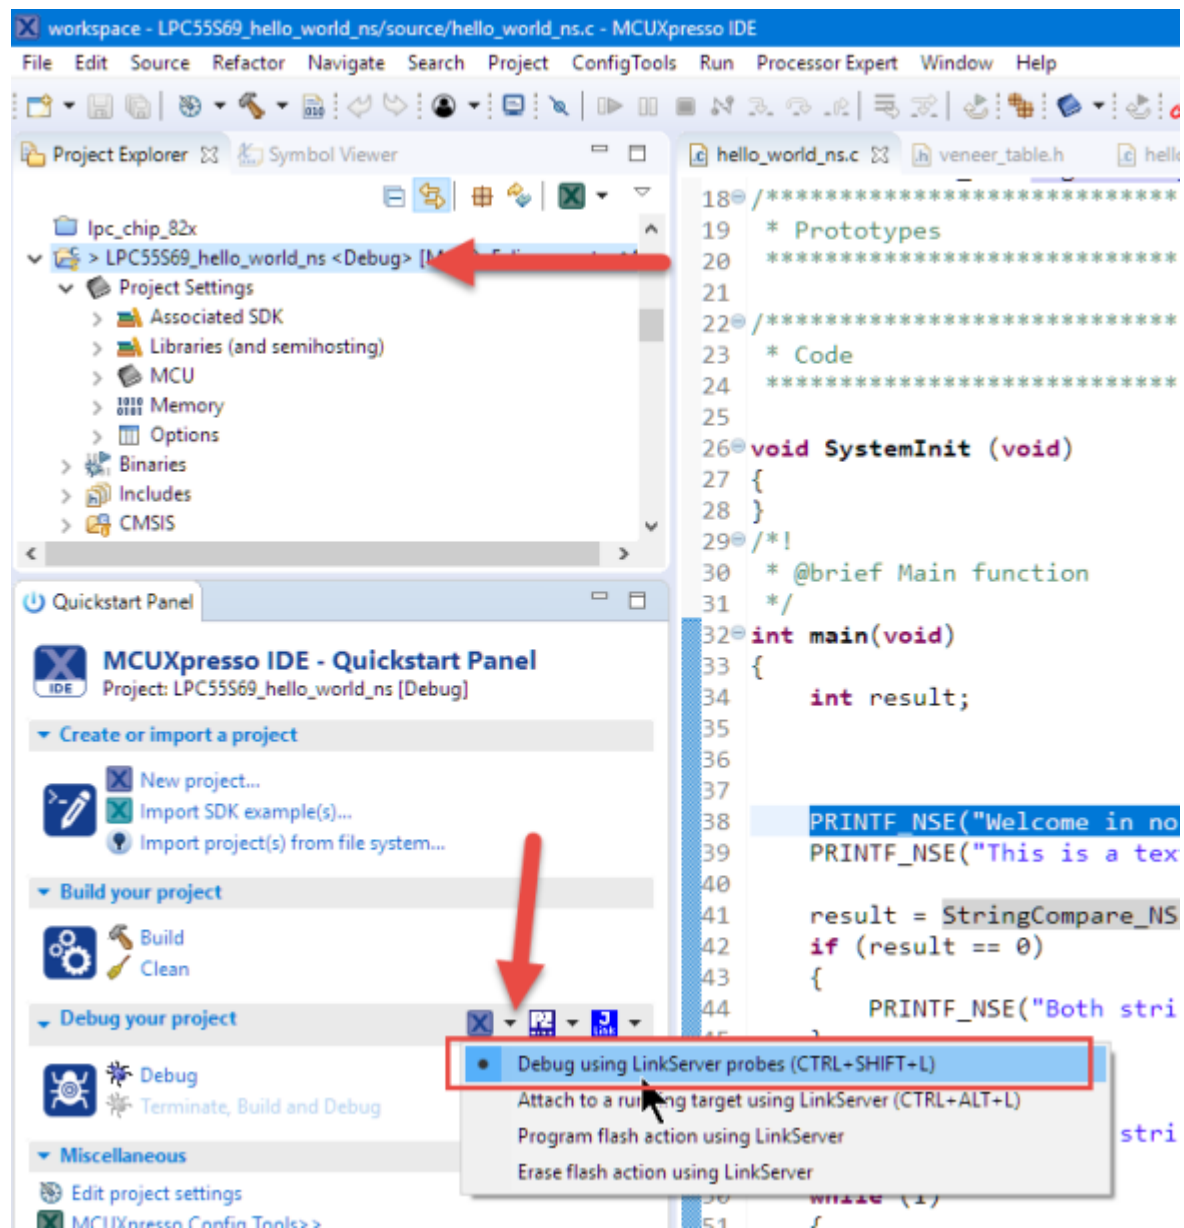 workspace - LPC55S69_hello_world_ns/source/hello_world_ns.c - MCUXpresso IDE
File Edit Source Refactor Navigate Search Project ConfigTools Run Processor Expert Window Help
Project Explorer Symbol Viewer
lpc_chip_82x
> LPC55S69_hello_world_ns <Debug>
Project Settings
Associated SDK
Libraries (and semihosting)
MCU
Memory
Options
Binaries
Includes
CMSIS
Quickstart Panel
MCUXpresso IDE - Quickstart Panel
IDE
Project: LPC55S69_hello_world_ns [Debug]
Create or import a project
New project...
Import SDK example(s)...
Import project(s) from file system...
Build your project
Build
Clean
Debug your project
Debug
Terminate, Build and Debug
Debug using LinkServer probes (CTRL+SHIFT+L)
Attach to a running target using LinkServer (CTRL+ALT+L)
Program flash action using LinkServer
Erase flash action using LinkServer
Miscellaneous
Edit project settings
MCUXpresso Config Tools>>
hello_world_ns.c veneer_table.h hell
18 /*****************************
19 * Prototypes
20 ****************************
21
22 /*****************************
23 * Code
24 ****************************
25
26 void SystemInit (void)
27 {
28 }
29 /*!
30 * @brief Main function
31 */
32 int main(void)
33 {
34 int result;
35
36
37
38 PRINTF_NSE("Welcome in no
39 PRINTF_NSE("This is a tex
40
41 result = StringCompare_NS
42 if (result == 0)
43 {
44 PRINTF_NSE("Both stri
stri
50 while (1)
51 {